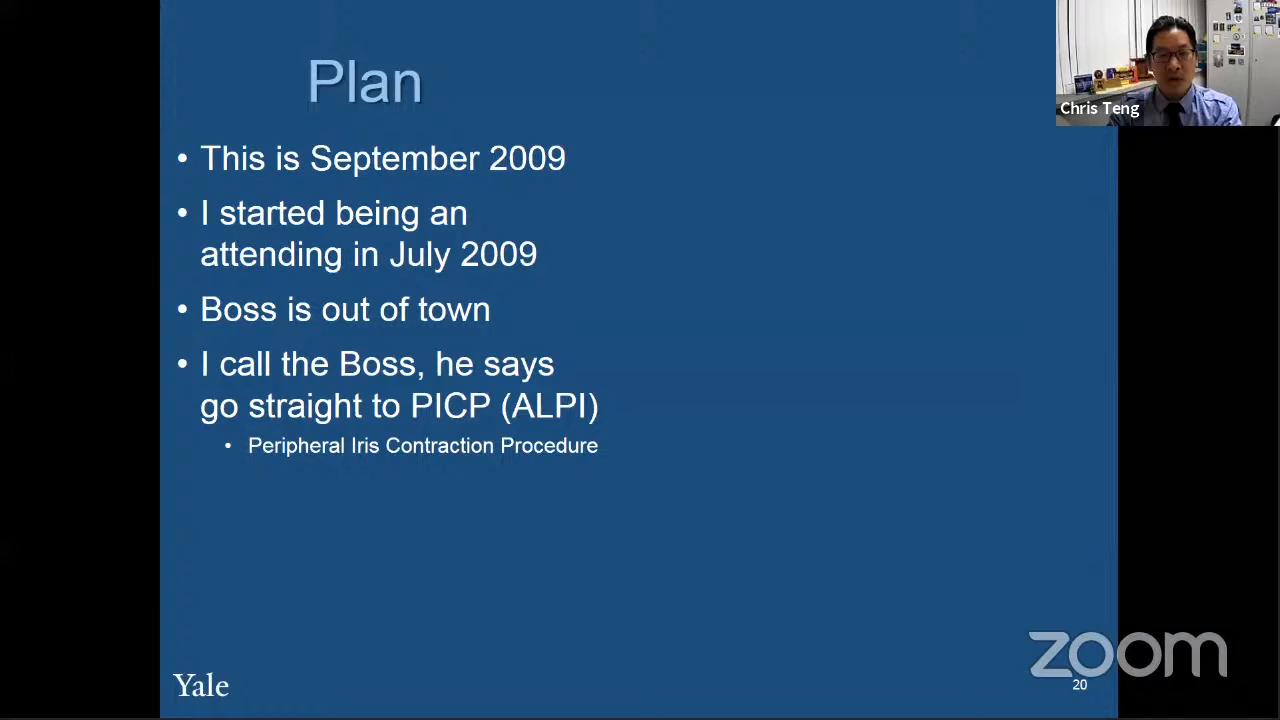 Plan
Chris Teng
• This is September 2009
• I started being an
attending in July 2009
• Boss is out of town
• I call the Boss, he says
go straight to PICP (ALPI)
• Peripheral Iris Contraction Procedure
zoom
Yale
20